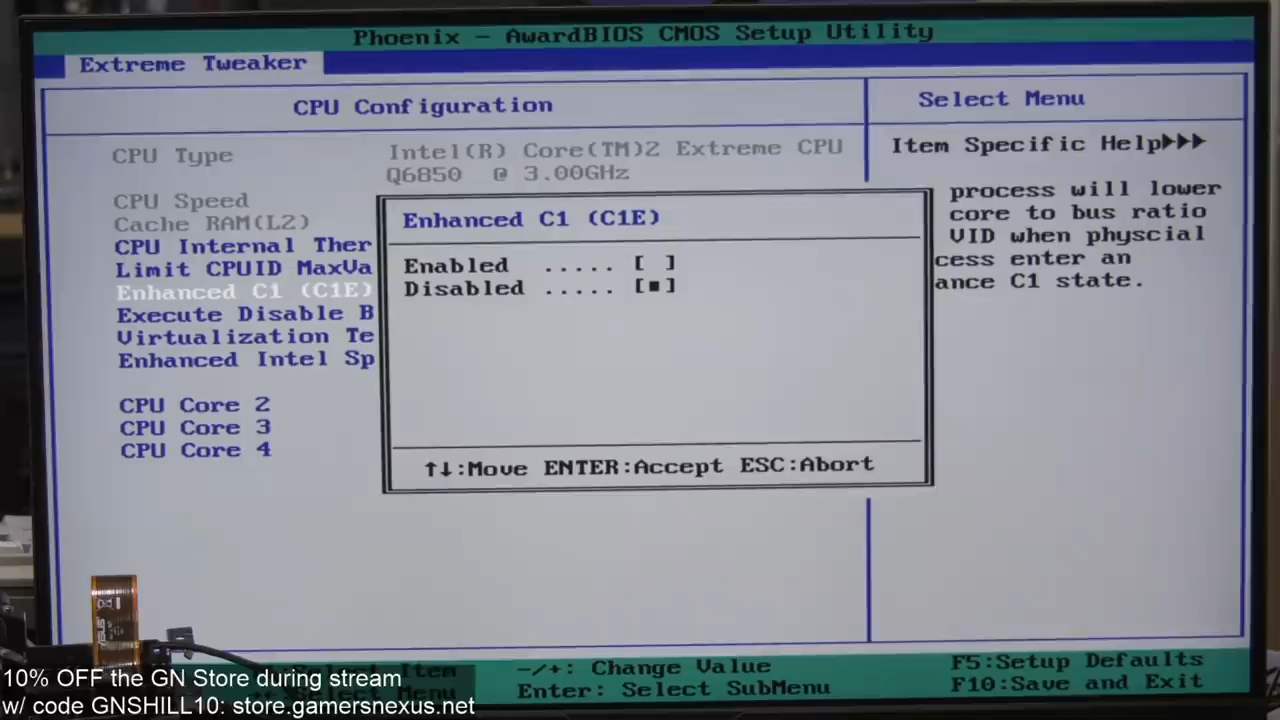 Phoenix - AwardBIOS CMOS Setup Utility
Extreme Tweaker
CPU Configuration
Select Menu
CPU Type
Intel(R) Core(TM)2 Extreme CPU
Q6850 @ 3.00GHz
Item Specific Help▶▶▶
CPU Speed
Cache RAM(L2)
CPU Internal Ther
Limit CPUID MaxVa
Enhanced C1 (C1E)
Execute Disable B
Virtualization Te
Enhanced Intel Sp
CPU Core 2
CPU Core 3
CPU Core 4
Enhanced C1 (C1E)
Enabled ..... [ ]
Disabled ..... [■]
↑↓:Move ENTER:Accept ESC:Abort
process will lower
core to bus ratio
VID when physcial
cess enter an
ance C1 state.
Select Item
-/+: Change Value
F5:Setup Defaults
Select Menu
Enter: Select SubMenu
F10:Save and Exit
ASUS
10% OFF the GN Store during stream
w/ code GNSHILL10: store.gamersnexus.net